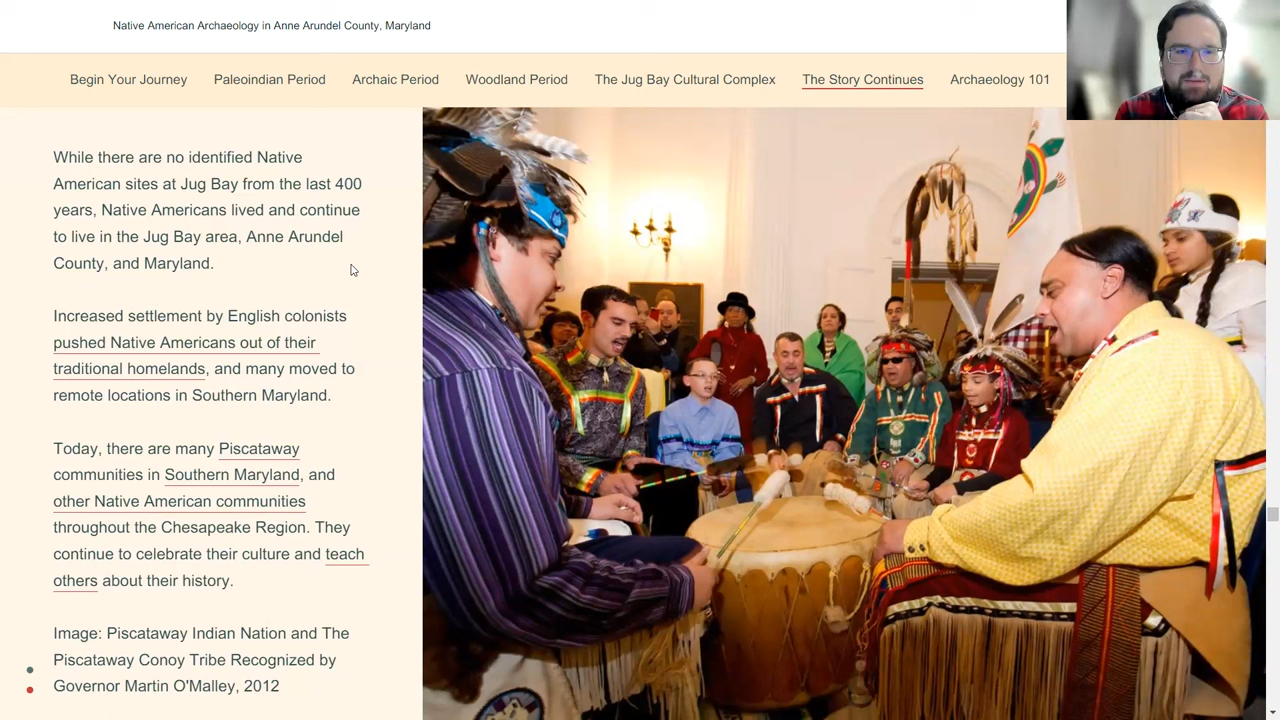 Native American Archaeology in Anne Arundel County, Maryland
Begin Your Journey
Paleoindian Period
Archaic Period
Woodland Period
The Jug Bay Cultural Complex
The Story Continues
Archaeology 101
While there are no identified Native
American sites at Jug Bay from the last 400
years, Native Americans lived and continue
to live in the Jug Bay area, Anne Arundel
County, and Maryland.
Increased settlement by English colonists
pushed Native Americans out of their
traditional homelands, and many moved to
remote locations in Southern Maryland.
Today, there are many Piscataway
communities in Southern Maryland, and
other Native American communities
throughout the Chesapeake Region. They
continue to celebrate their culture and teach
others about their history.
Image: Piscataway Indian Nation and The
Piscataway Conoy Tribe Recognized by
Governor Martin O'Malley, 2012